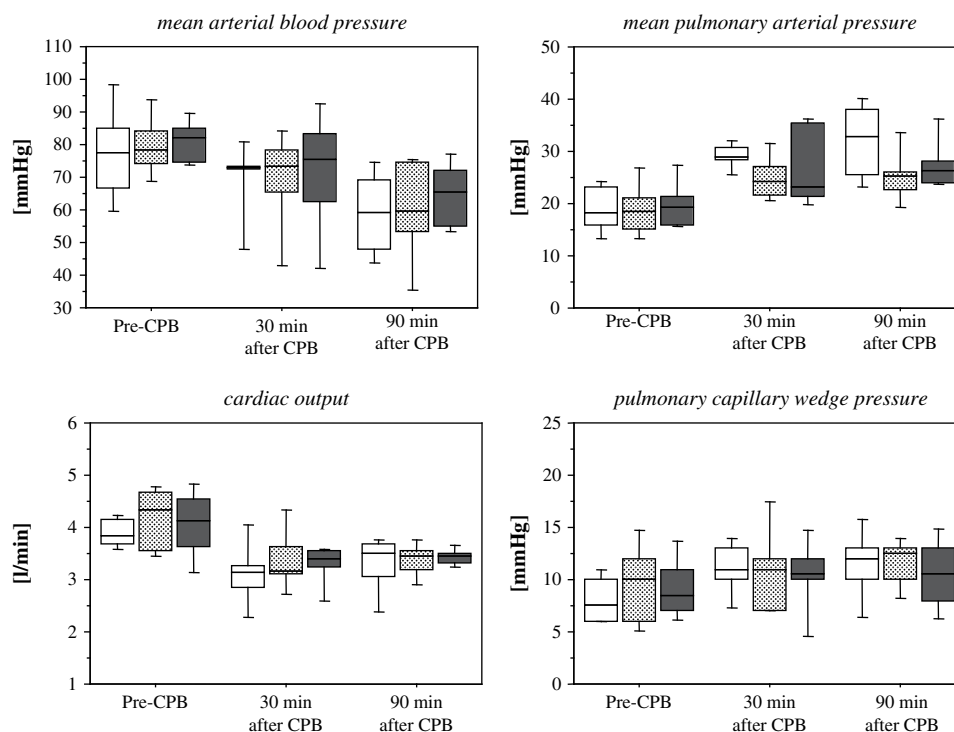 mean arterial blood pressure
110
100
90
80
70
60
50
40
30
[mmHg]
Pre-CPB
30 min
after CPB
90 min
after CPB
mean pulmonary arterial pressure
50
40
30
20
10
0
[mmHg]
Pre-CPB
30 min
after CPB
90 min
after CPB
cardiac output
6
5
4
3
2
1
[l/min]
Pre-CPB
30 min
after CPB
90 min
after CPB
pulmonary capillary wedge pressure
25
20
15
10
5
0
[mmHg]
Pre-CPB
30 min
after CPB
90 min
after CPB